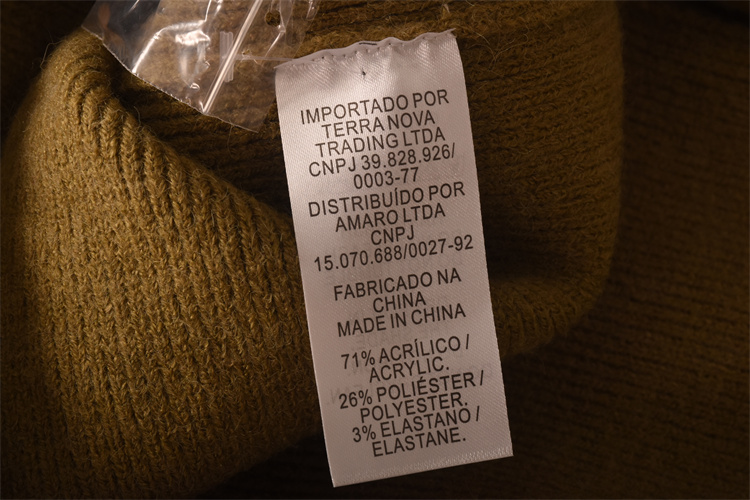 IMPORTADO POR
TERRA NOVA
TRADING LTDA
CNPJ 39.828.926/
0003-77
DISTRIBUÍDO POR
AMARO LTDA
CNPJ
15.070.688/0027-92
FABRICADO NA
CHINA
MADE IN CHINA
71% ACRÍLICO /
ACRYLIC.
26% POLIÉSTER /
POLYESTER.
3% ELASTANO /
ELASTANE.